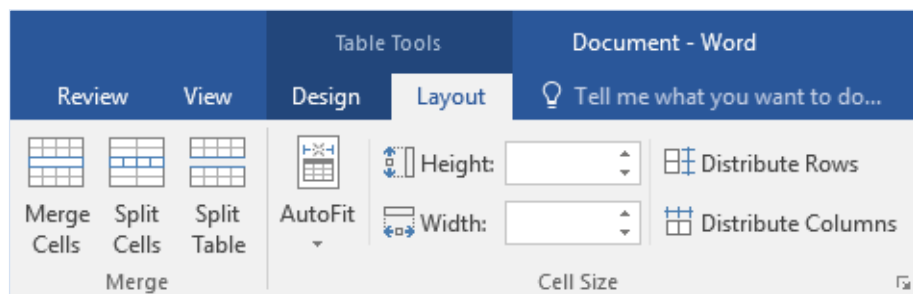 Table Tools
Document - Word
Review
View
Design
Layout
Tell me what you want to do...
Merge
Cells
Split
Cells
Split
Table
AutoFit
Height:
Width:
Distribute Rows
Distribute Columns
Merge
Cell Size